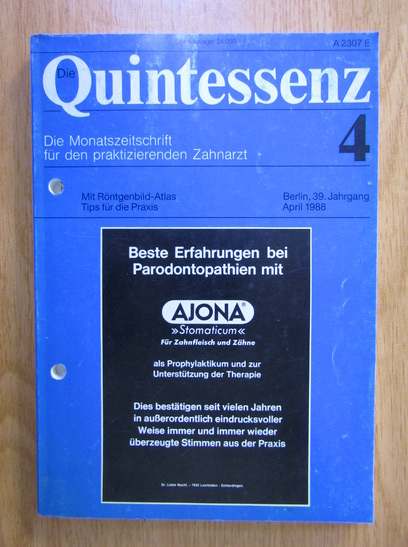 A 2307 E
Die
Quintessenz
Die Monatszeitschrift
für den praktizierenden Zahnarzt
4
Mit Röntgenbild-Atlas
Tips für die Praxis
Berlin, 39. Jahrgang
April 1988
Beste Erfahrungen bei
Parodontopathien mit
AJONA®
»Stomaticum«
Für Zahnfleisch und Zähne
als Prophylaktikum und zur
Unterstützung der Therapie
Dies bestätigen seit vielen Jahren
in außerordentlich eindrucksvoller
Weise immer und immer wieder
überzeugte Stimmen aus der Praxis